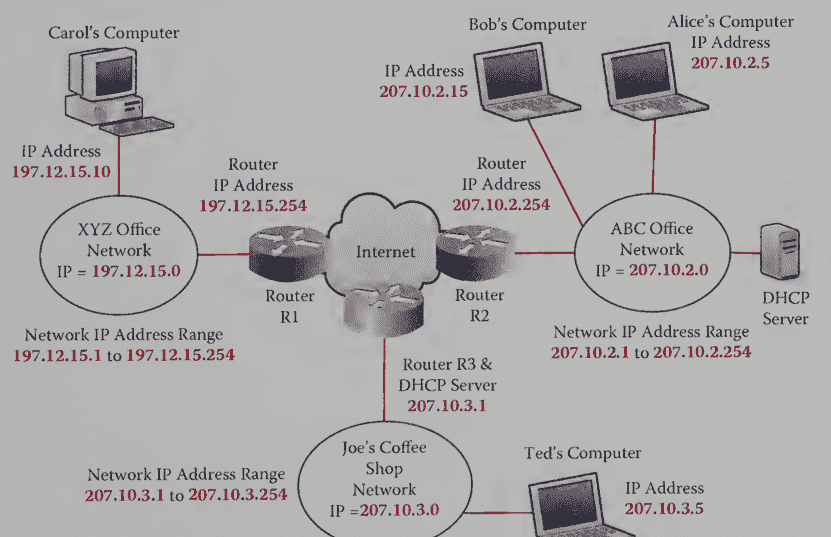 Carol's Computer
IP Address
197.12.15.10
XYZ Office
Network
IP = 197.12.15.0
Network IP Address Range
197.12.15.1 to 197.12.15.254
Router
IP Address
197.12.15.254
Router
R1
Internet
Router
IP Address
207.10.2.254
Router
R2
Bob's Computer
IP Address
207.10.2.15
Alice's Computer
IP Address
207.10.2.5
ABC Office
Network
IP = 207.10.2.0
DHCP
Server
Network IP Address Range
207.10.2.1 to 207.10.2.254
Router R3 &
DHCP Server
207.10.3.1
Joe's Coffee
Shop
Network
IP =207.10.3.0
Network IP Address Range
207.10.3.1 to 207.10.3.254
Ted's Computer
IP Address
207.10.3.5